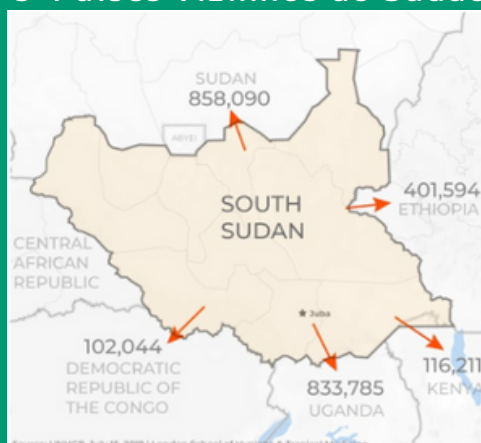 SUDAN
858,090
ABYEI
401,594
ETHIOPIA
SOUTH
SUDAN
CENTRAL
AFRICAN
REPUBLIC
Juba
102,044
DEMOCRATIC
REPUBLIC OF
THE CONGO
833,785
UGANDA
116,211
KENYA